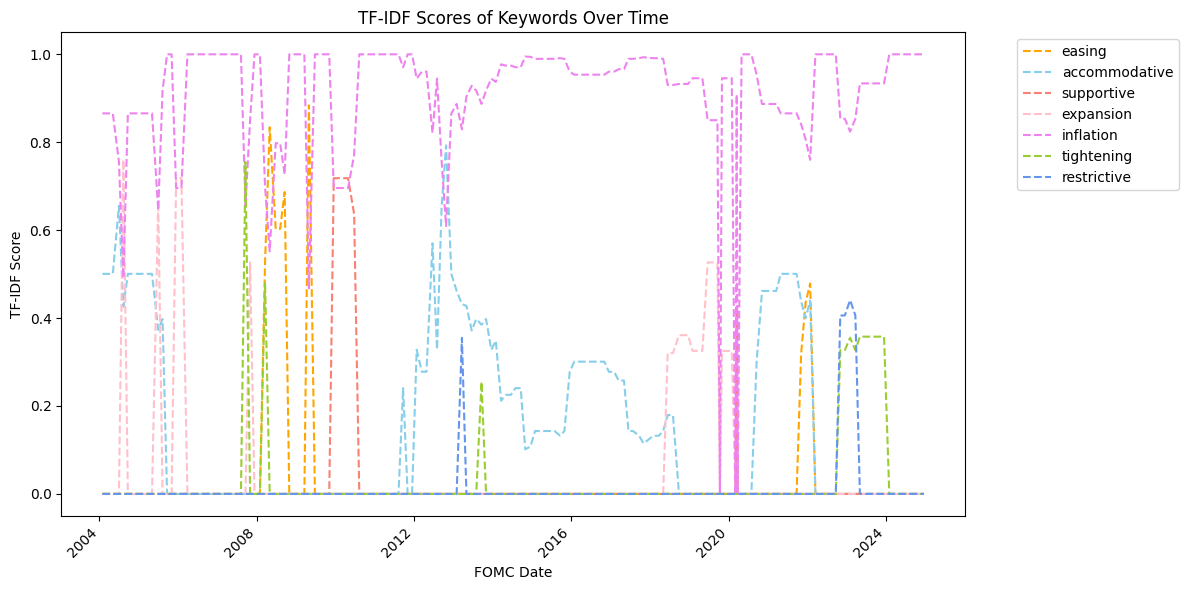 TF-IDF Scores of Keywords Over Time
1.0
0.8
0.6
0.4
0.2
0.0
TF-IDF Score
2004
2008
2012
2016
2020
2024
FOMC Date
easing
accommodative
supportive
expansion
inflation
tightening
restrictive